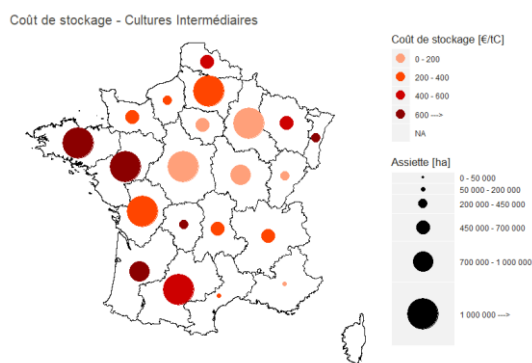 Coût de stockage - Cultures Intermédiaires
Coût de stockage [€/tC]
0 - 200
200 - 400
400 - 600
600 --->
NA
Assiette [ha]
0 - 50 000
50 000 - 200 000
200 000 - 450 000
450 000 - 700 000
700 000 - 1 000 000
1 000 000 --->